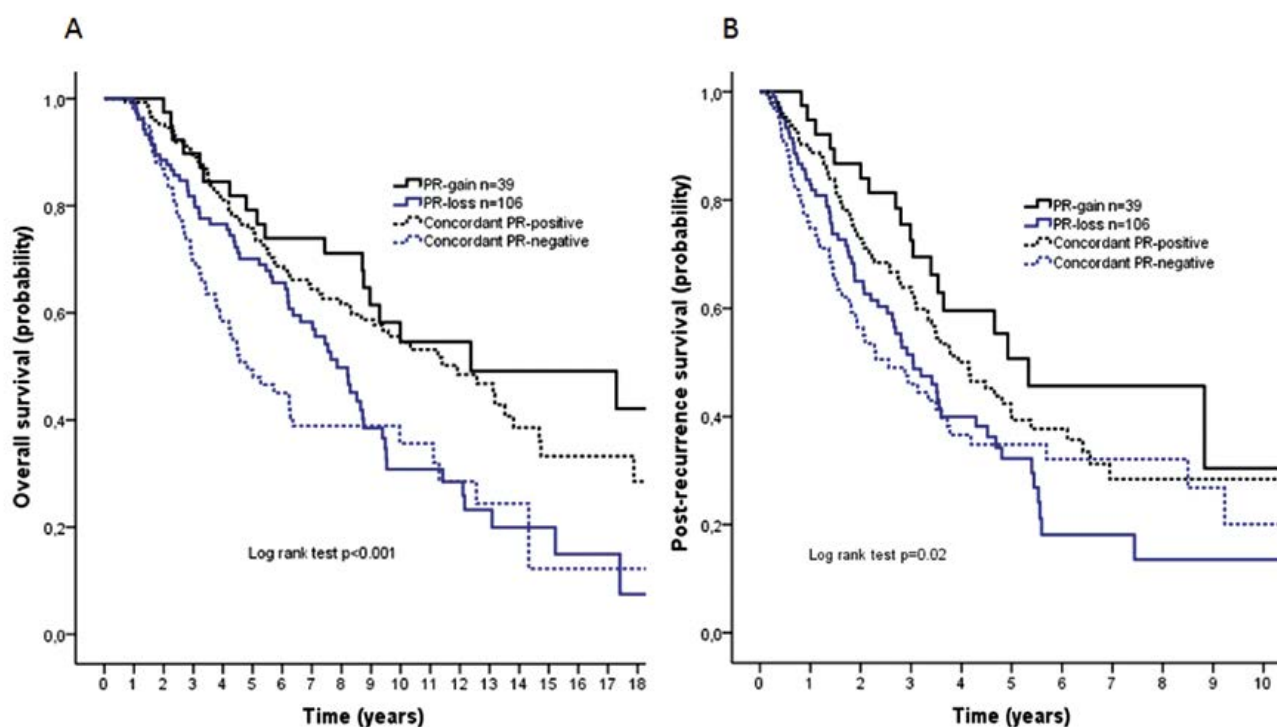 A
Overall survival (probability)
1,0
0,8
0,6
0,4
0,2
0,0
PR-gain n=39
PR-loss n=106
Concordant PR-positive
Concordant PR-negative
Log rank test p<0.001
0 1 2 3 4 5 6 7 8 9 10 11 12 13 14 15 16 17 18
Time (years)
B
Post-recurrence survival (probability)
1,0
0,8
0,6
0,4
0,2
0,0
PR-gain n=39
PR-loss n=106
Concordant PR-positive
Concordant PR-negative
Log rank test p=0.02
0 1 2 3 4 5 6 7 8 9 10
Time (years)